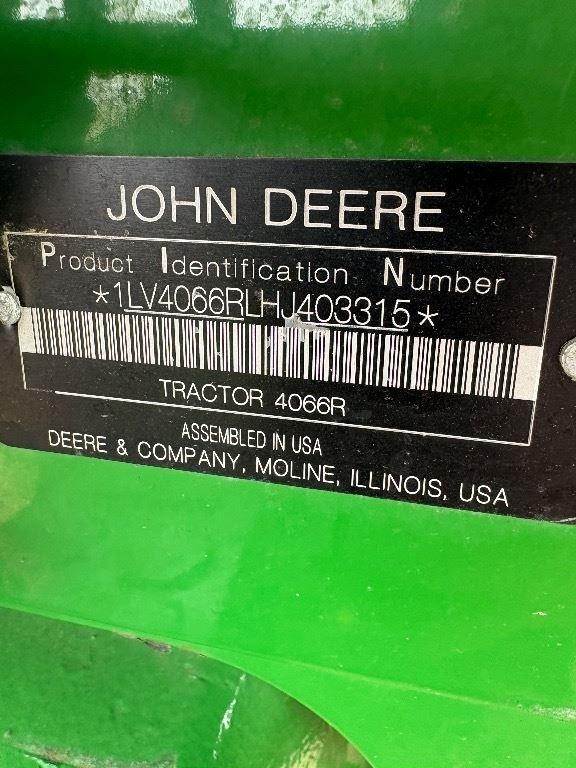 JOHN DEERE
Product Identification Number
*1LV4066RLHJ403315*
TRACTOR 4066R
ASSEMBLED IN USA
DEERE & COMPANY, MOLINE, ILLINOIS, USA